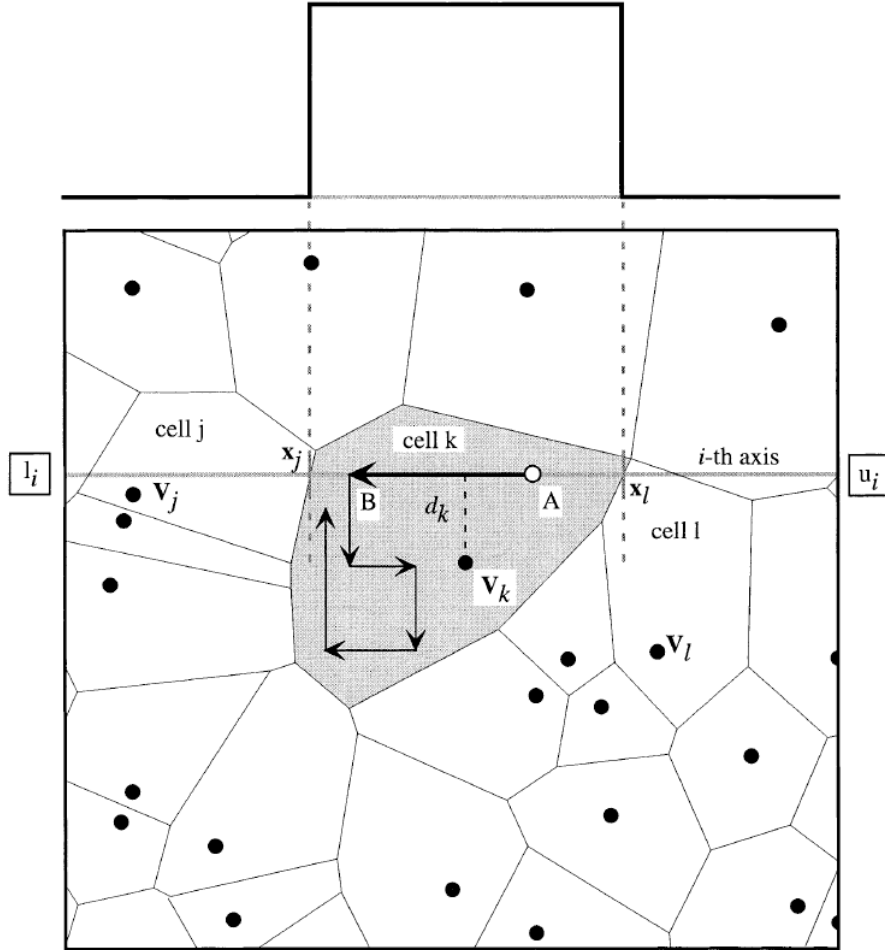 cell j
cell k
x_j
i-th axis
l_i
u_i
V_j
B
A
x_l
d_k
cell l
V_k
V_l